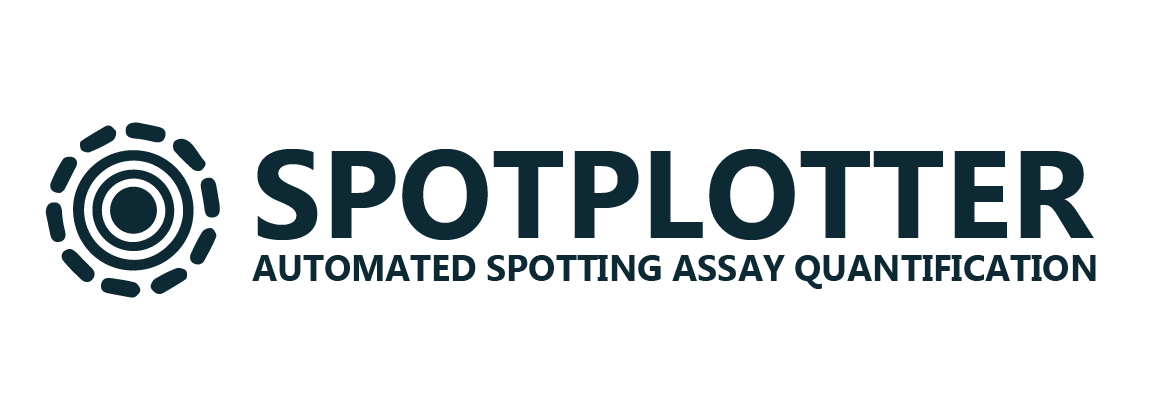 SPOTPLOTTER
AUTOMATED SPOTTING ASSAY QUANTIFICATION